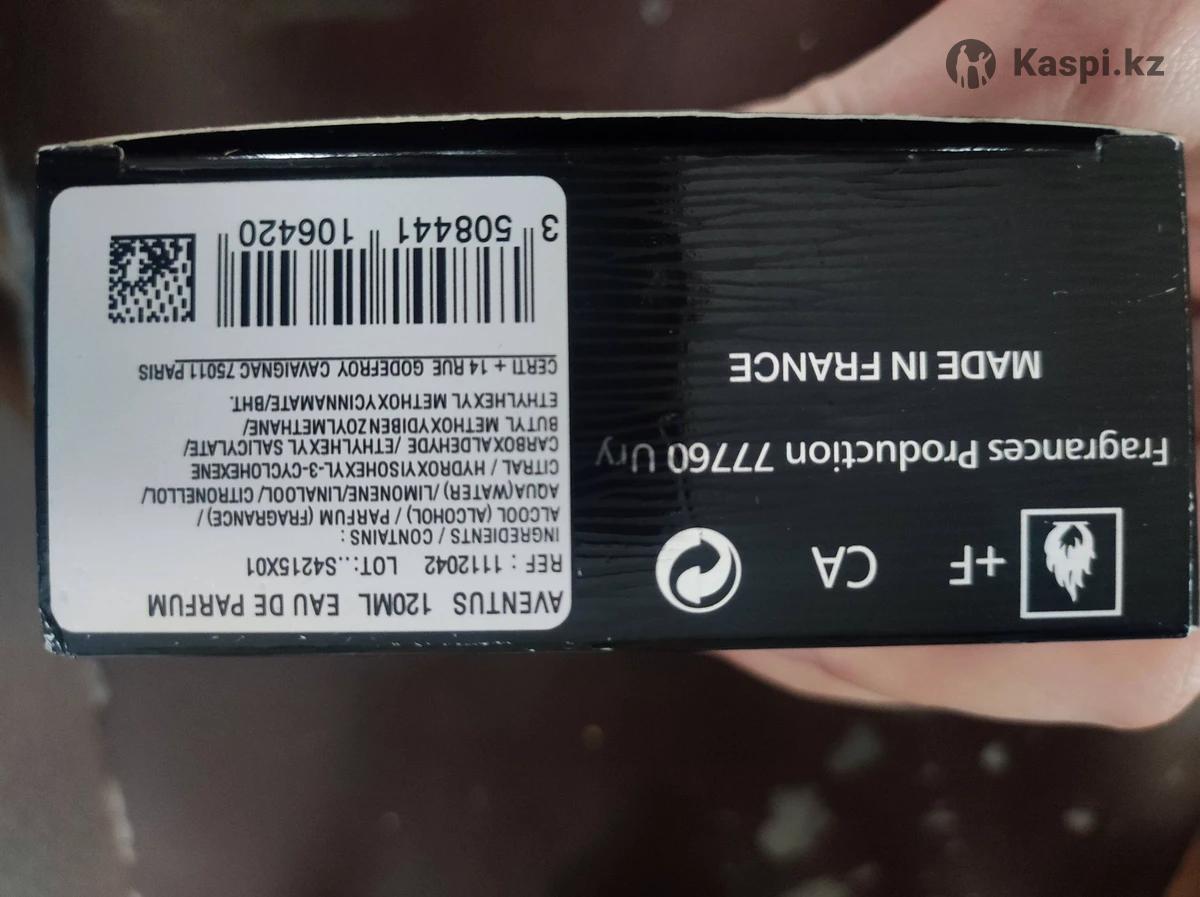 Kaspi.kz
AVENTUS 120ML EAU DE PARFUM
REF : 1112042 LOT:...S4215X01
INGREDIENTS / CONTAINS :
ALCOOL (ALCOHOL) / PARFUM (FRAGRANCE) /
AQUA(WATER) /LIMONENE/LINALOOL/ CITRONELLOL/
CITRAL / HYDROXYISOHEXYL-3-CYCLOHEXENE
CARBOXALDEHYDE /ETHYLHEXYL SALICYLATE/
BUTYL METHOXYDIBENZOYLMETHANE/
ETHYLHEXYL METHOXYCINNAMATE/BHT.
CERTI + 14 RUE GODEFROY CAVAIGNAC 75011 PARIS
3 508441 106420
+F CA
Fragrances Production 77760 Ury
MADE IN FRANCE